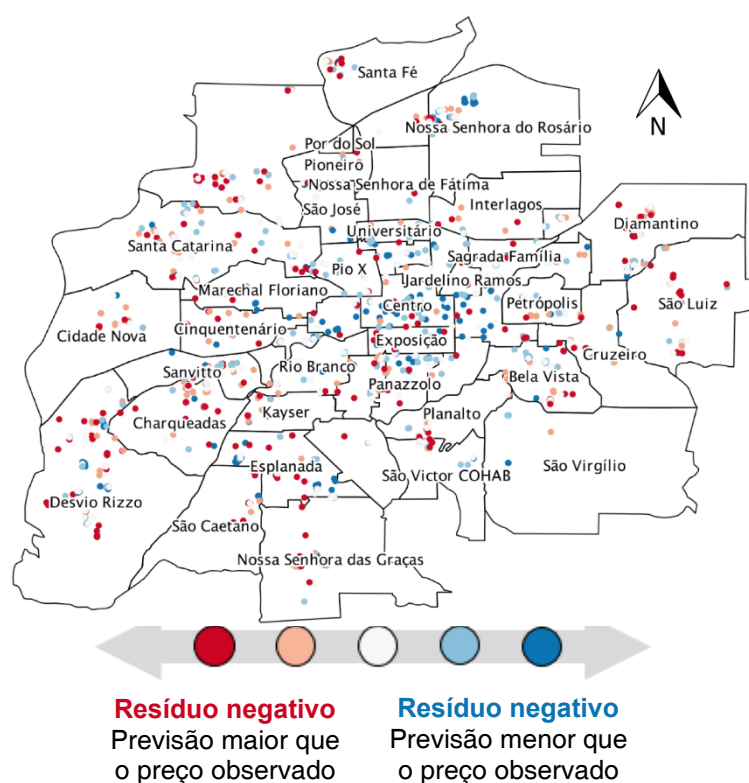 Santa Fé
N
Nossa Senhora do Rosário
Por do Sol
Pioneiro
Nossa Senhora de Fátima
São José
Interlagos
Diamantino
Universitário
Santa Catarina
Sagrada Família
Pio X
Jardelino Ramos
Marechal Floriano
Centro
Petrópolis
São Luiz
Cidade Nova
Cinquentenário
Exposição
Cruzeiro
Sanvitto
Rio Branco
Panazzolo
Bela Vista
Charqueadas
Kayser
Planalto
Esplanada
São Victor COHAB
São Virgílio
Desvio Rizzo
São Caetano
Nossa Senhora das Graças
Resíduo negativo
Previsão maior que
o preço observado
Resíduo negativo
Previsão menor que
o preço observado